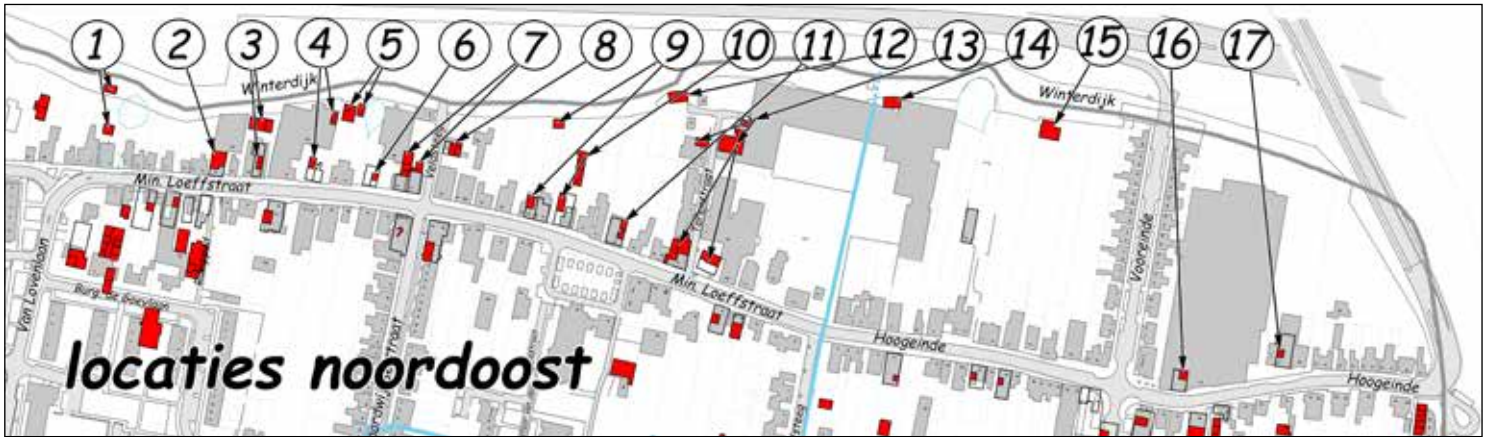 1 2 3 4 5 6 7 8 9 10 11 12 13 14 15 16 17
Winterdijk
Winterdijk
Min. Loeffstraat
Van Lovenlaan
?
Min. Loeffstraat
Vooreinde
Hoogeinde
Hoogeinde
locaties noordoost